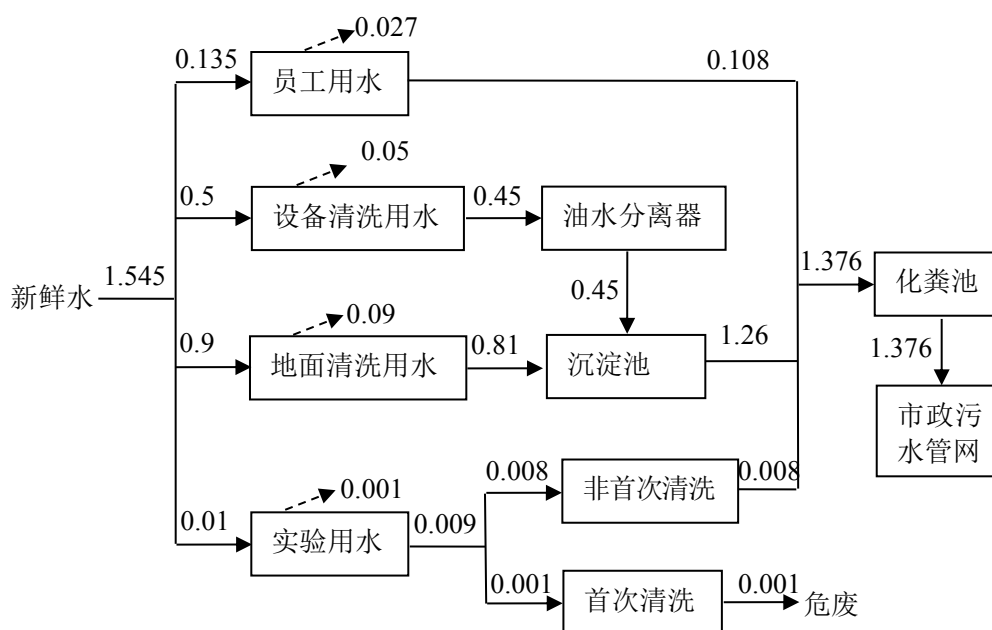 0.027
0.135
员工用水
0.108
0.05
0.5
设备清洗用水
0.45
油水分离器
新鲜水
1.545
0.45
1.376
化粪池
0.09
0.9
地面清洗用水
0.81
沉淀池
1.26
1.376
市政污
水管网
0.001
0.01
实验用水
0.009
0.008
非首次清洗
0.008
0.001
首次清洗
0.001
危废